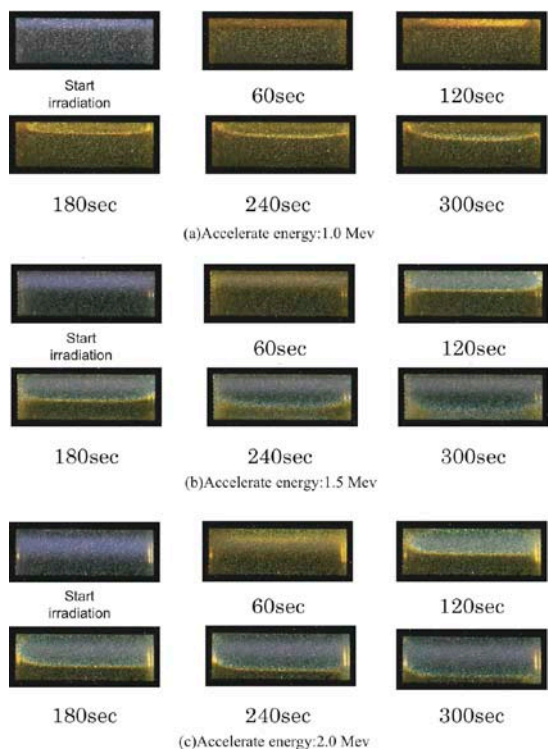 Start
irradiation
60sec
120sec
180sec
240sec
300sec
(a)Accelerate energy:1.0 Mev
Start
irradiation
60sec
120sec
180sec
240sec
300sec
(b)Accelerate energy:1.5 Mev
Start
irradiation
60sec
120sec
180sec
240sec
300sec
(c)Accelerate energy:2.0 Mev